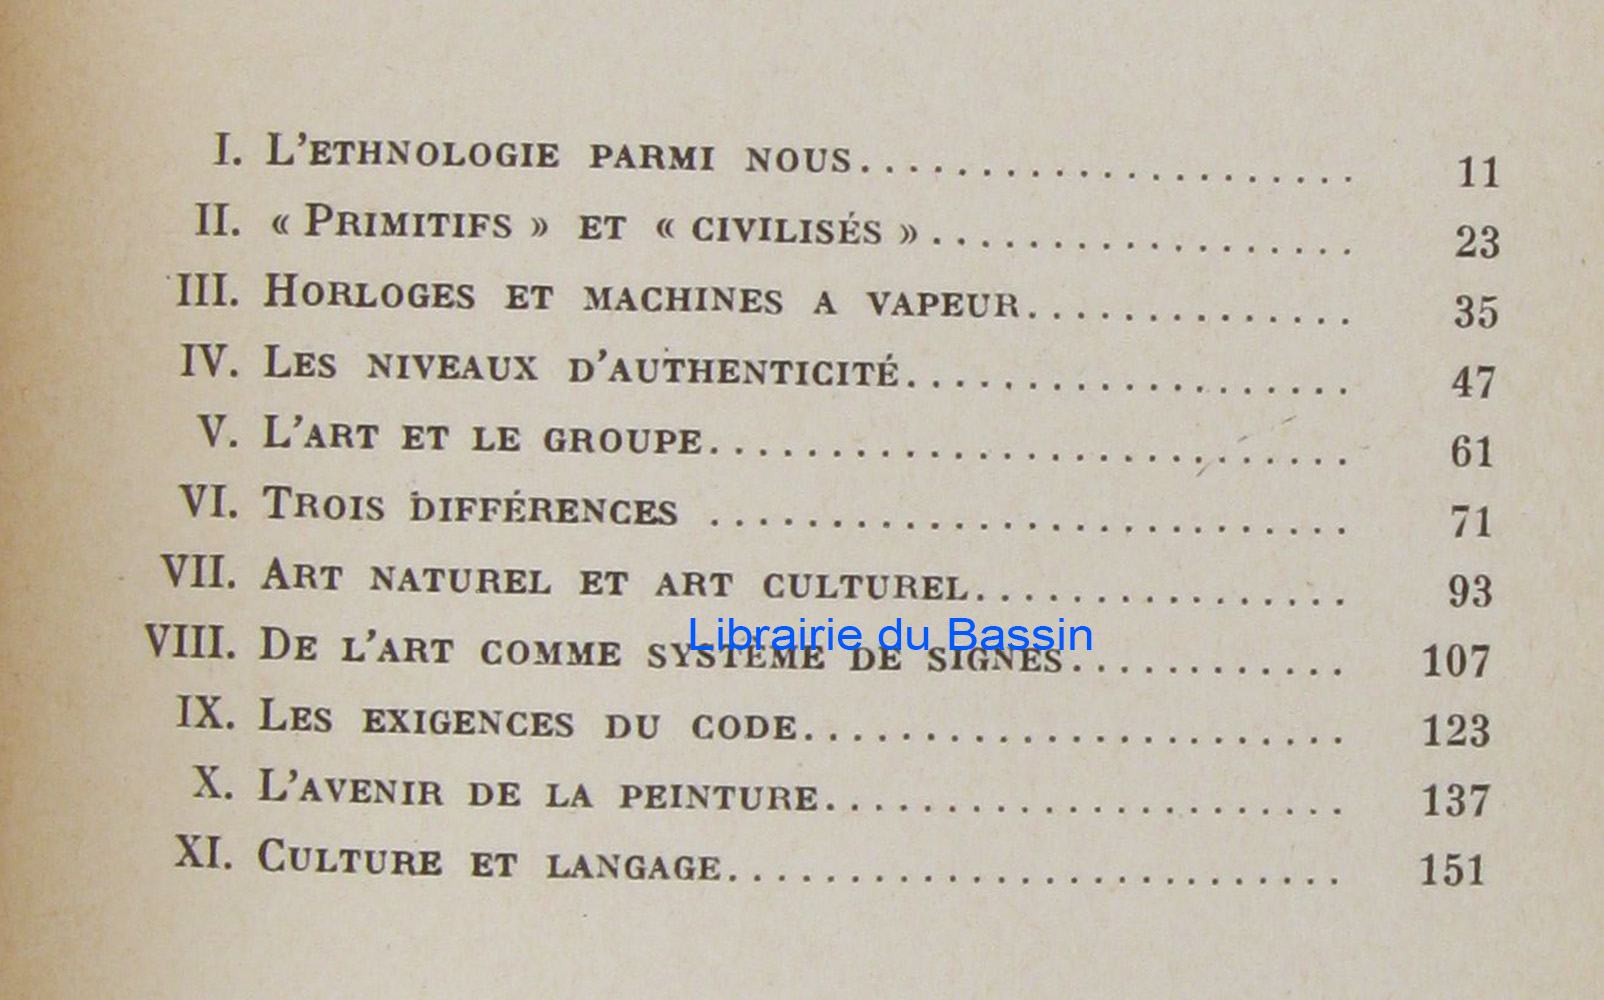 I. L'ETHNOLOGIE PARMI NOUS..................... 11
II. « PRIMITIFS » ET « CIVILISÉS ».................. 23
III. HORLOGES ET MACHINES A VAPEUR.............. 35
IV. LES NIVEAUX D'AUTHENTICITÉ................... 47
V. L'ART ET LE GROUPE........................... 61
VI. TROIS DIFFÉRENCES ........................... 71
VII. ART NATUREL ET ART CULTUREL................ 93
VIII. DE L'ART COMME SYSTÈME DE SIGNES............ 107
Librairie du Bassin
IX. LES EXIGENCES DU CODE....................... 123
X. L'AVENIR DE LA PEINTURE...................... 137
XI. CULTURE ET LANGAGE.......................... 151